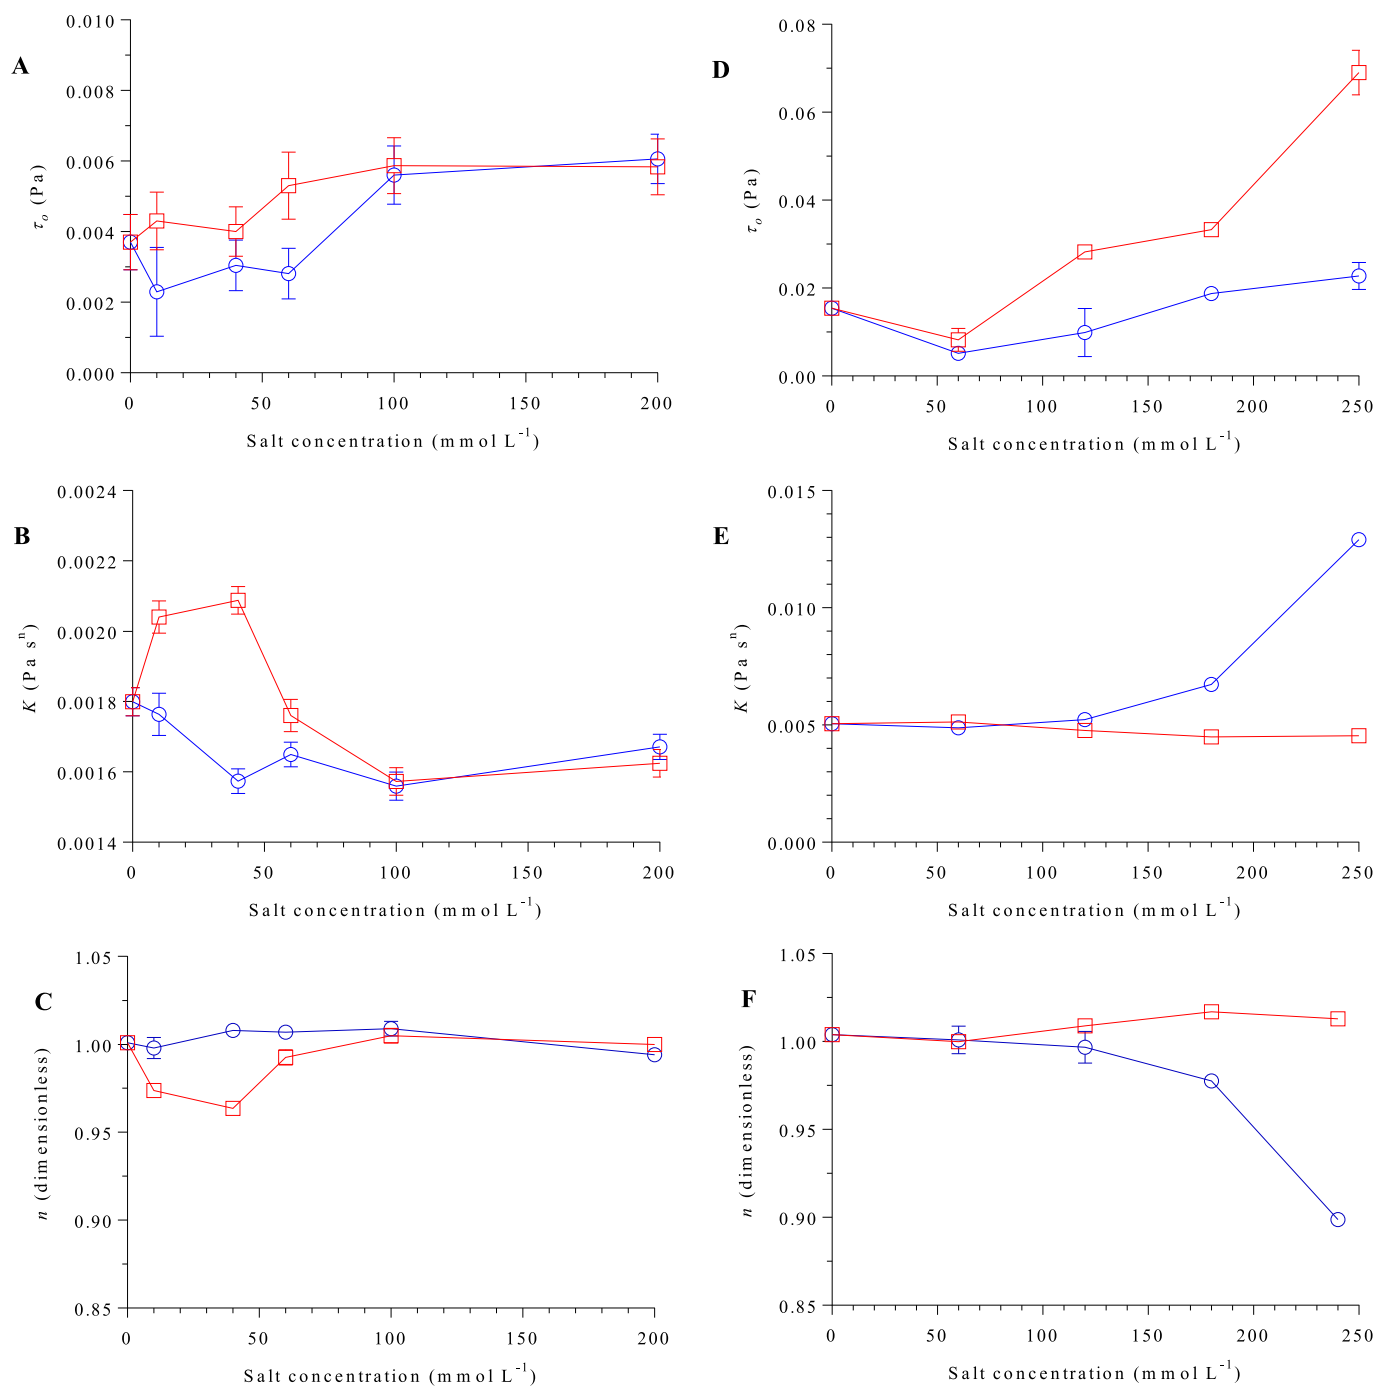 A
0.010
0.008
0.006
0.004
0.002
0.000
τo (Pa)
0 50 100 150 200
Salt concentration (mmol L-1)
D
0.08
0.06
0.04
0.02
0.00
τo (Pa)
0 50 100 150 200 250
Salt concentration (mmol L-1)
B
0.0024
0.0022
0.0020
0.0018
0.0016
0.0014
K (Pa sn)
0 50 100 150 200
Salt concentration (mmol L-1)
E
0.015
0.010
0.005
0.000
K (Pa sn)
0 50 100 150 200 250
Salt concentration (mmol L-1)
C
1.05
1.00
0.95
0.90
0.85
n (dimensionless)
0 50 100 150 200
Salt concentration (mmol L-1)
F
1.05
1.00
0.95
0.90
0.85
n (dimensionless)
0 50 100 150 200 250
Salt concentration (mmol L-1)